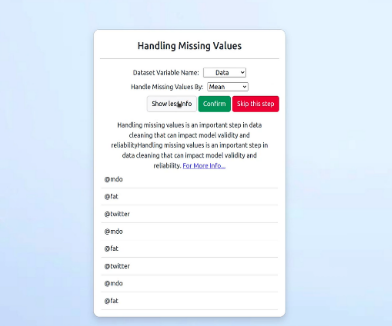 Handling Missing Values
Dataset Variable Name: Data
Handle Missing Values By: Mean
Show less info Confirm Skip this step
Handling missing values is an important step in data
cleaning that can impact model validity and
reliabilityHandling missing values is an important step in
data cleaning that can impact model validity and
reliability. For More Info...
@mdo
@fat
@twitter
@mdo
@fat
@twitter
@mdo
@fat